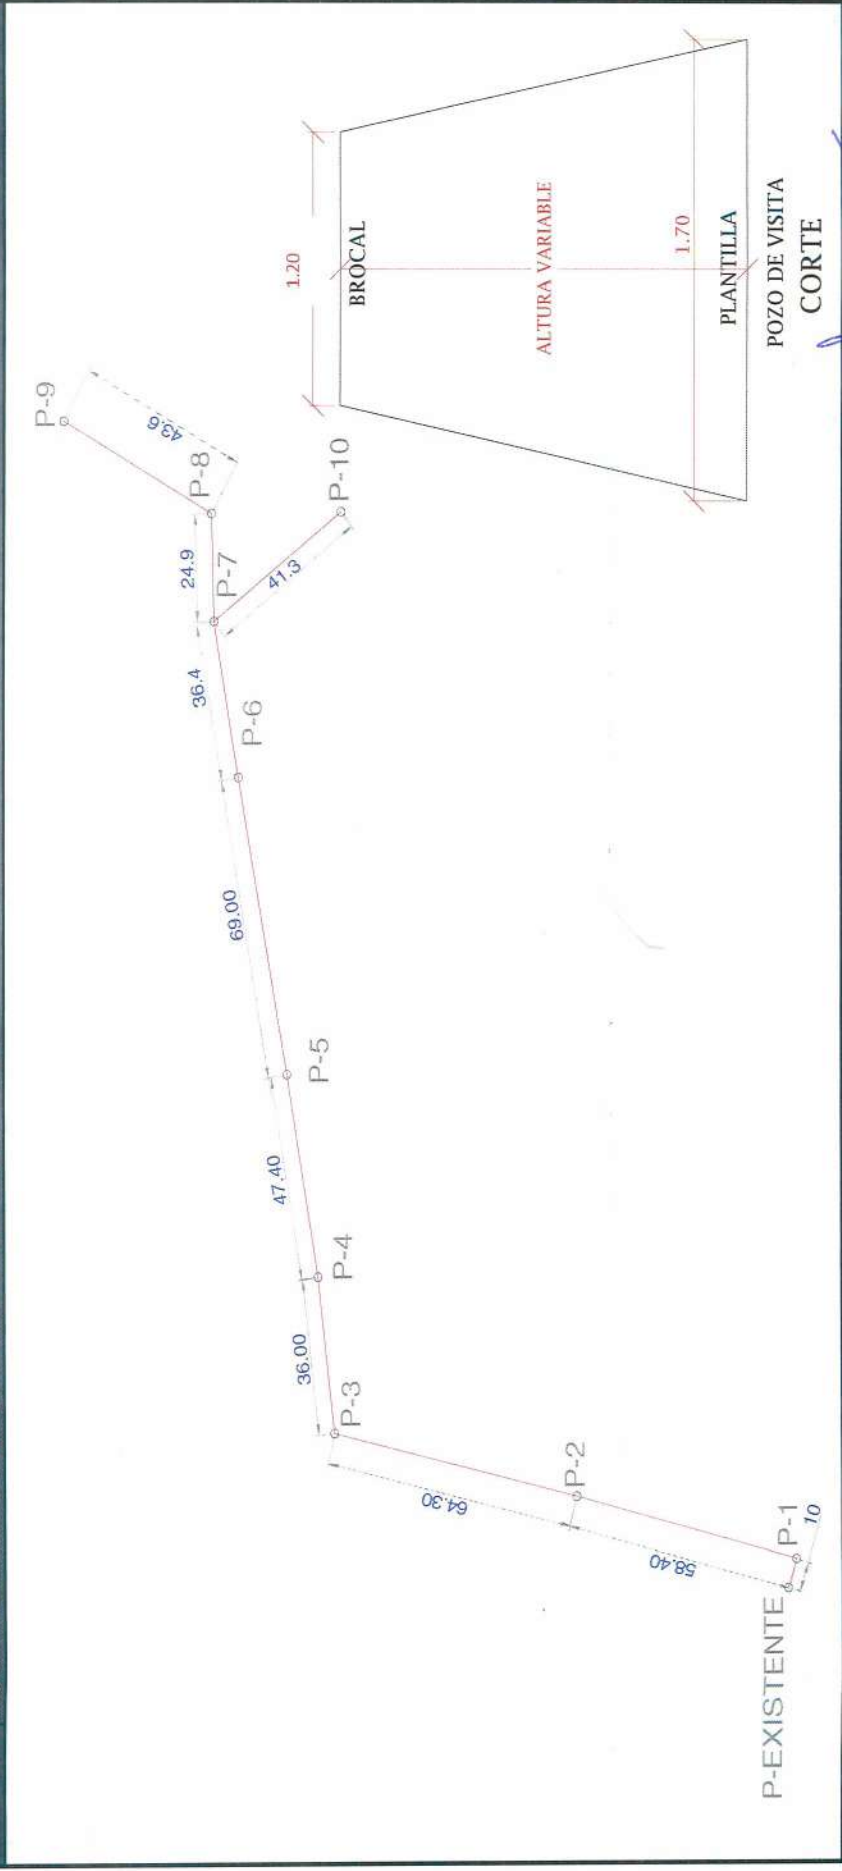 P-EXISTENTE
10
P-1
58.40
P-2
64.30
P-3
36.00
P-4
47.40
P-5
69.00
P-6
36.4
P-7
24.9
P-8
43.6
P-9
41.3
P-10
1.20
BROCAL
ALTURA VARIABLE
1.70
PLANTILLA
POZO DE VISITA
CORTE